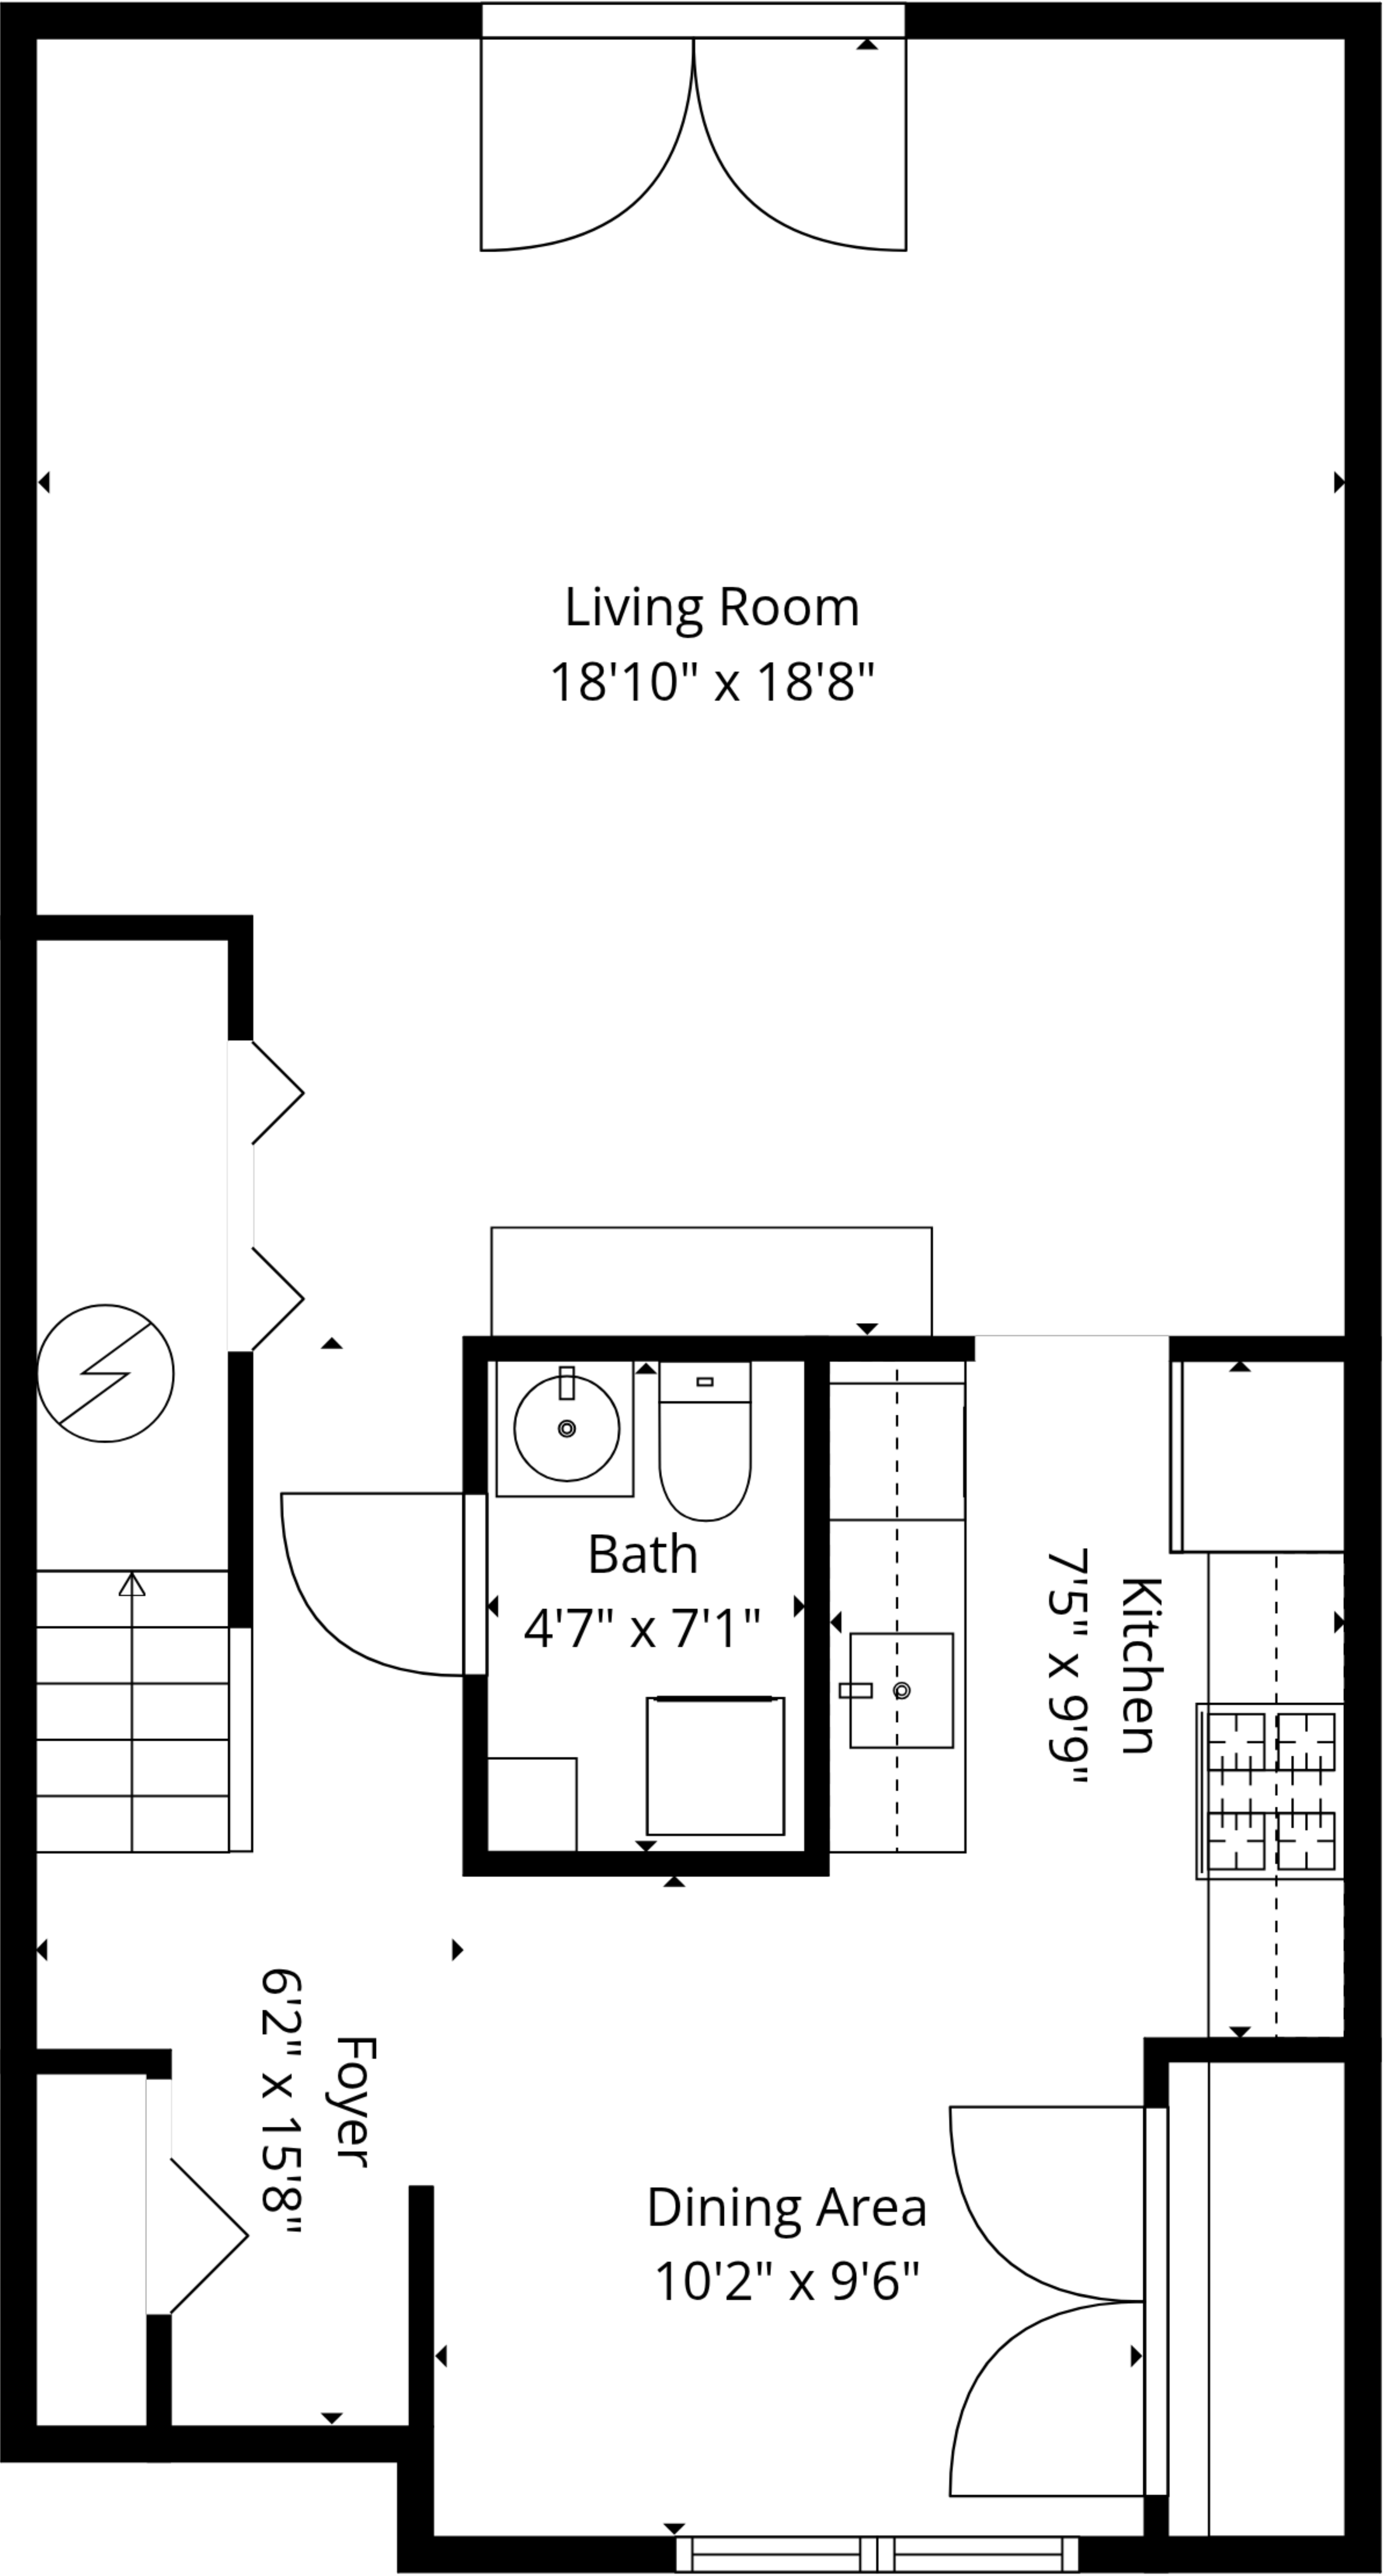 Living Room
18'10" x 18'8"
Bath
4'7" x 7'1"
Kitchen
7'5" x 9'9"
Foyer
6'2" x 15'8"
Dining Area
10'2" x 9'6"